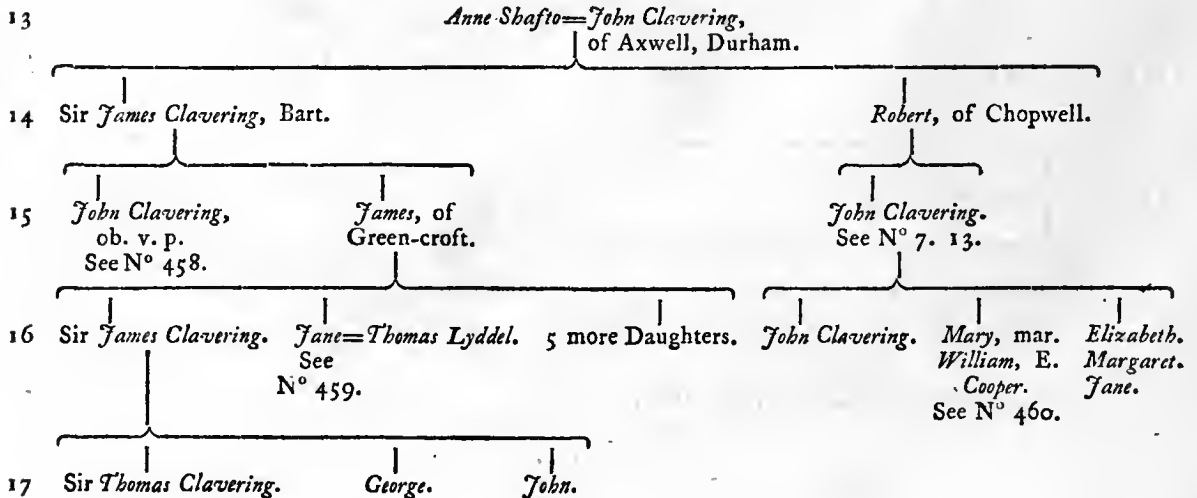 13 Anne Shafto=John Clavering,
of Axwell, Durham.
14 Sir James Clavering, Bart. Robert, of Chopwell.
15 John Clavering, James, of John Clavering.
ob. v. p. Green-croft. See N° 7. 13.
See N° 458.
16 Sir James Clavering. Jane=Thomas Lyddel. 5 more Daughters. John Clavering. Mary, mar. Elizabeth.
See William, E. Margaret.
N° 459. Cooper. Jane.
See N° 460.
17 Sir Thomas Clavering. George. John.